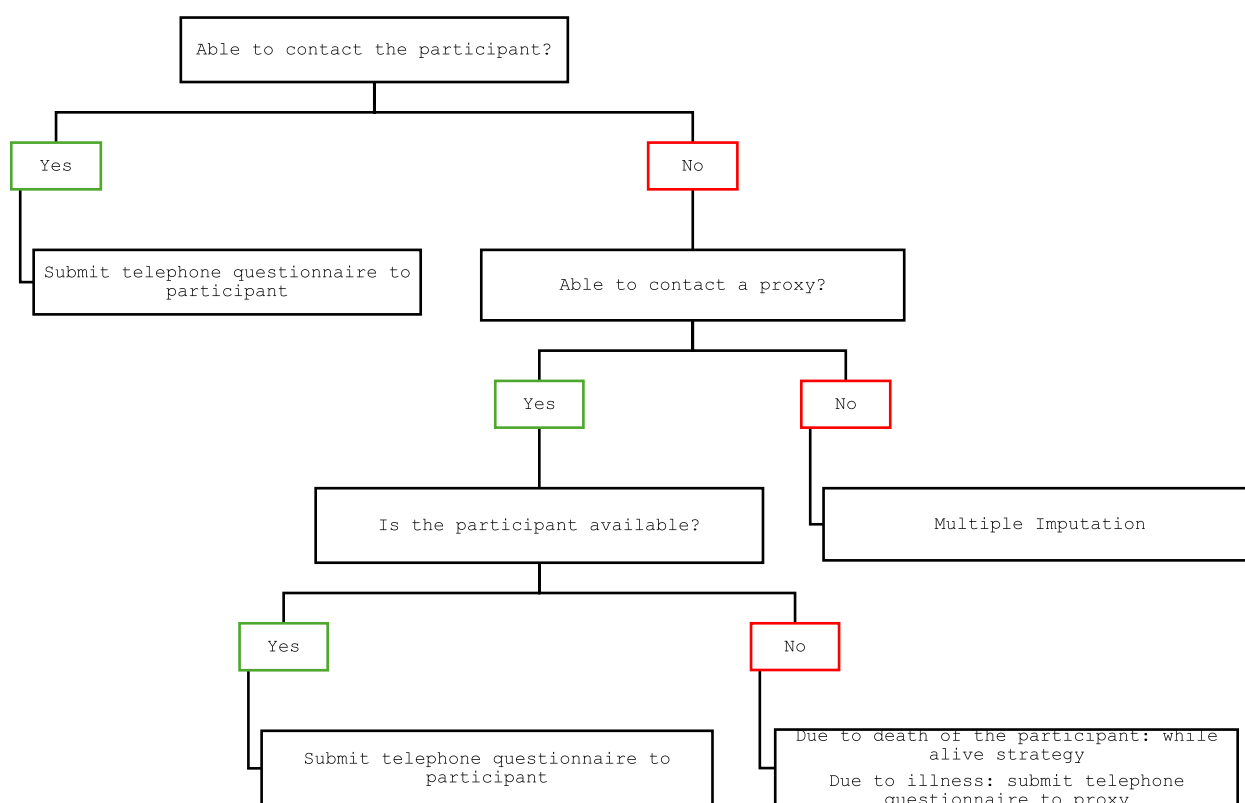 Able to contact the participant?
Yes
No
Submit telephone questionnaire to
participant
Able to contact a proxy?
Yes
No
Is the participant available?
Multiple Imputation
Yes
No
Submit telephone questionnaire to
participant
Due to death of the participant: while
alive strategy
Due to illness: submit telephone
questionnaire to proxy